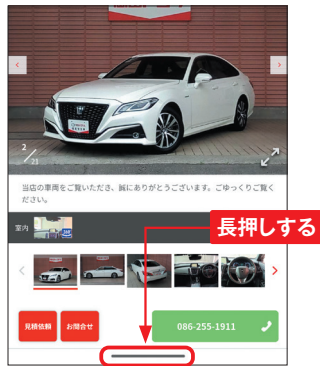 2
21
当店の車両をご覧いただき、誠にありがとうございます。ごゆっくりご覧く
ださい。
室内
長押しする
見積依頼
お問合せ
086-255-1911